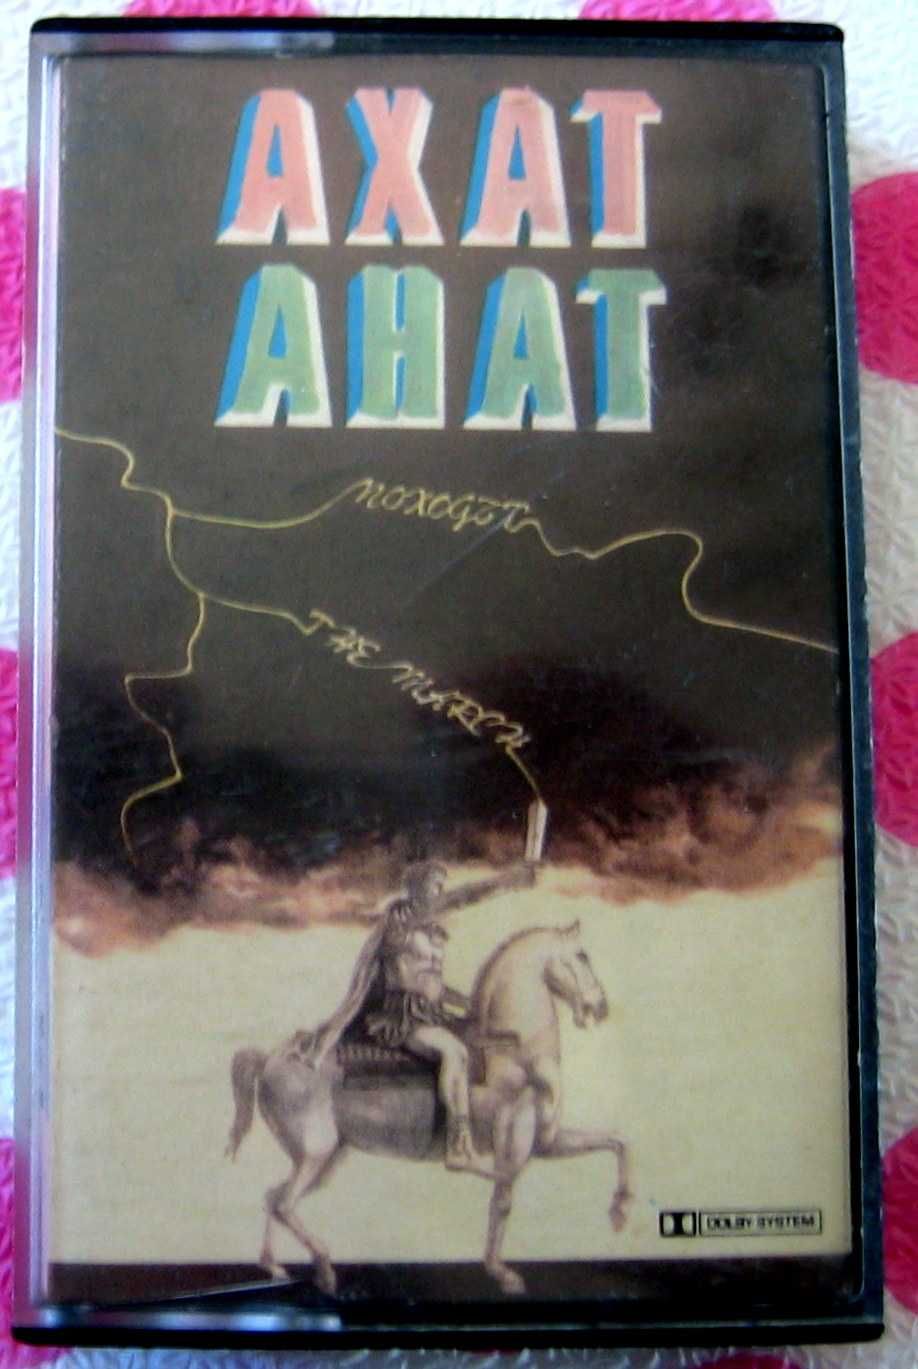 АХАТ
AHAT
походът
THE MARCH
DOLBY SYSTEM